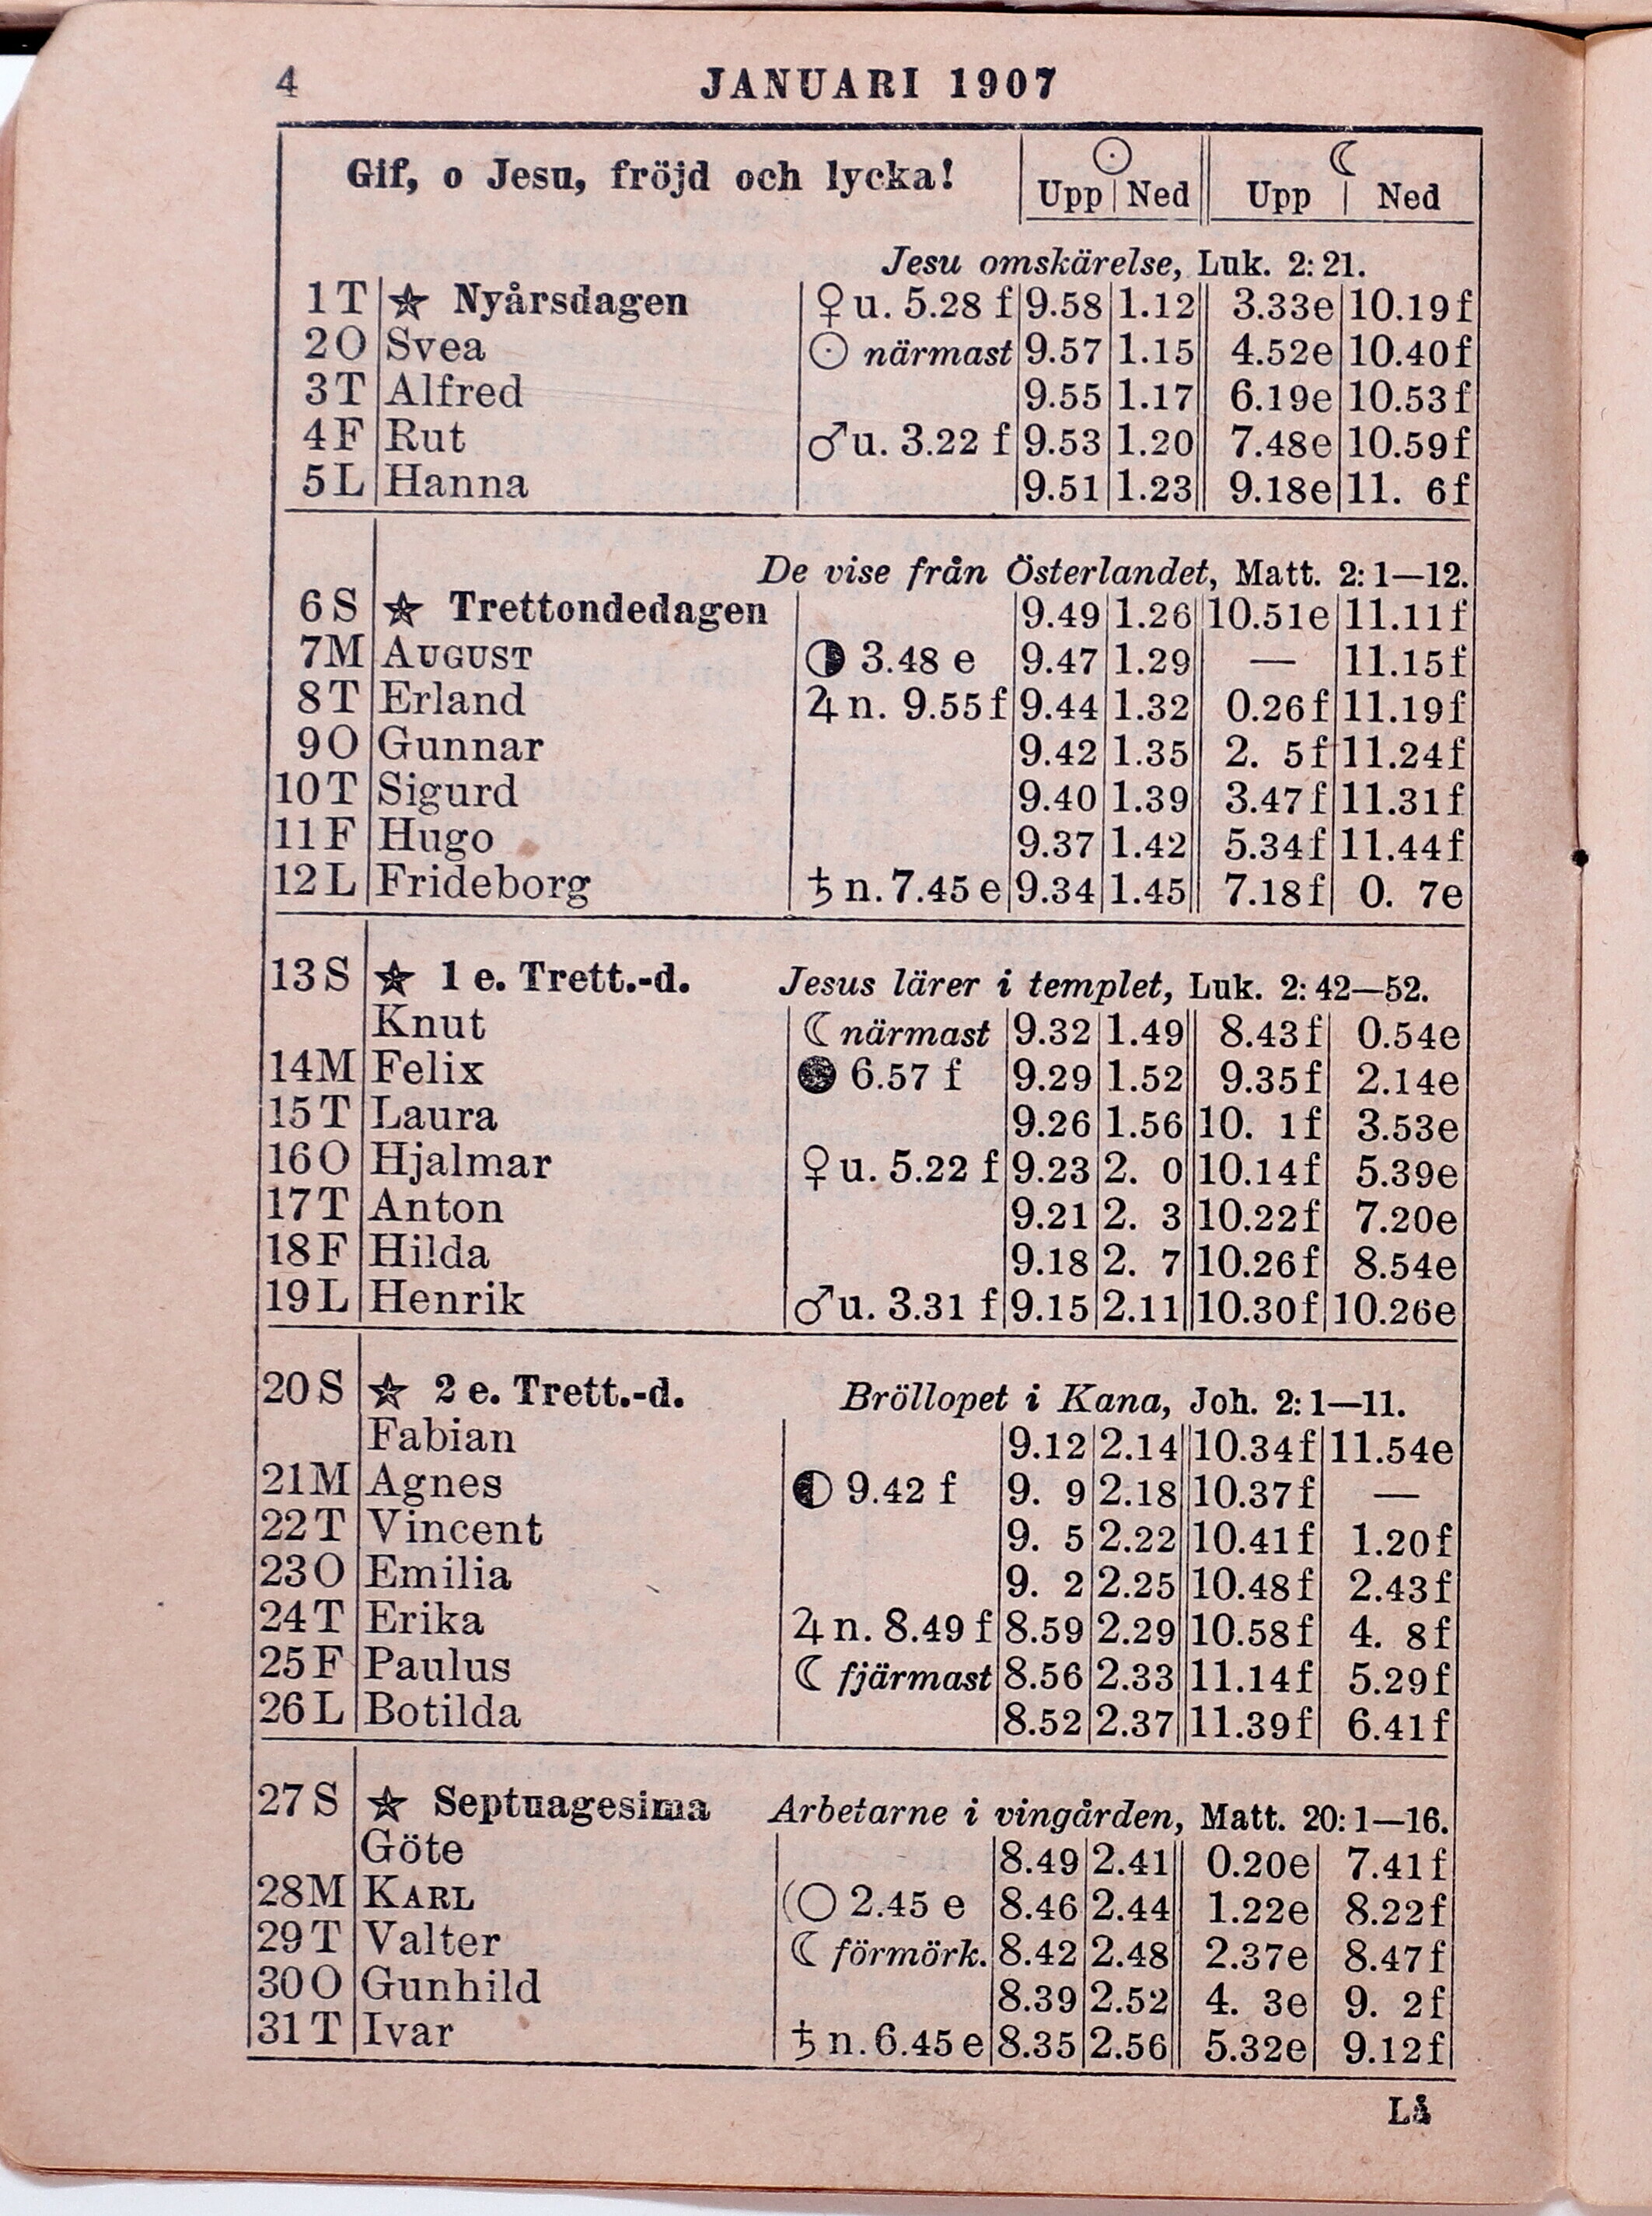 4 JANUARI 1907
Gif, o Jesu, fröjd och lycka! ☉ ☾
Upp Ned Upp Ned
Jesu omskärelse, Luk. 2: 21.
1 T ☆ Nyårsdagen ♀ u. 5.28 f 9.58 1.12 3.33e 10.19f
2 O Svea ☉ närmast 9.57 1.15 4.52e 10.40f
3 T Alfred 9.55 1.17 6.19e 10.53f
4 F Rut ♂ u. 3.22 f 9.53 1.20 7.48e 10.59f
5 L Hanna 9.51 1.23 9.18e 11. 6f
De vise från Österlandet, Matt. 2: 1—12.
6 S ☆ Trettondedagen 9.49 1.26 10.51e 11.11f
7 M AUGUST ◑ 3.48 e 9.47 1.29 — 11.15f
8 T Erland ♃ n. 9.55 f 9.44 1.32 0.26f 11.19f
9 O Gunnar 9.42 1.35 2. 5f 11.24f
10 T Sigurd 9.40 1.39 3.47f 11.31f
11 F Hugo 9.37 1.42 5.34f 11.44f
12 L Frideborg ♄ n. 7.45 e 9.34 1.45 7.18f 0. 7e
13 S ☆ 1 e. Trett.-d. Jesus lärer i templet, Luk. 2: 42—52.
Knut ☾ närmast 9.32 1.49 8.43f 0.54e
14 M Felix ● 6.57 f 9.29 1.52 9.35f 2.14e
15 T Laura 9.26 1.56 10. 1f 3.53e
16 O Hjalmar ♀ u. 5.22 f 9.23 2. 0 10.14f 5.39e
17 T Anton 9.21 2. 3 10.22f 7.20e
18 F Hilda 9.18 2. 7 10.26f 8.54e
19 L Henrik ♂ u. 3.31 f 9.15 2.11 10.30f 10.26e
20 S ☆ 2 e. Trett.-d. Bröllopet i Kana, Joh. 2: 1—11.
Fabian 9.12 2.14 10.34f 11.54e
21 M Agnes ◐ 9.42 f 9. 9 2.18 10.37f —
22 T Vincent 9. 5 2.22 10.41f 1.20f
23 O Emilia 9. 2 2.25 10.48f 2.43f
24 T Erika ♃ n. 8.49 f 8.59 2.29 10.58f 4. 8f
25 F Paulus ☾ fjärmast 8.56 2.33 11.14f 5.29f
26 L Botilda 8.52 2.37 11.39f 6.41f
27 S ☆ Septuagesima Arbetarne i vingården, Matt. 20: 1—16.
Göte 8.49 2.41 0.20e 7.41f
28 M KARL (○ 2.45 e 8.46 2.44 1.22e 8.22f
29 T Valter ☾ förmörk. 8.42 2.48 2.37e 8.47f
30 O Gunhild 8.39 2.52 4. 3e 9. 2f
31 T Ivar ♄ n. 6.45 e 8.35 2.56 5.32e 9.12f
Lå